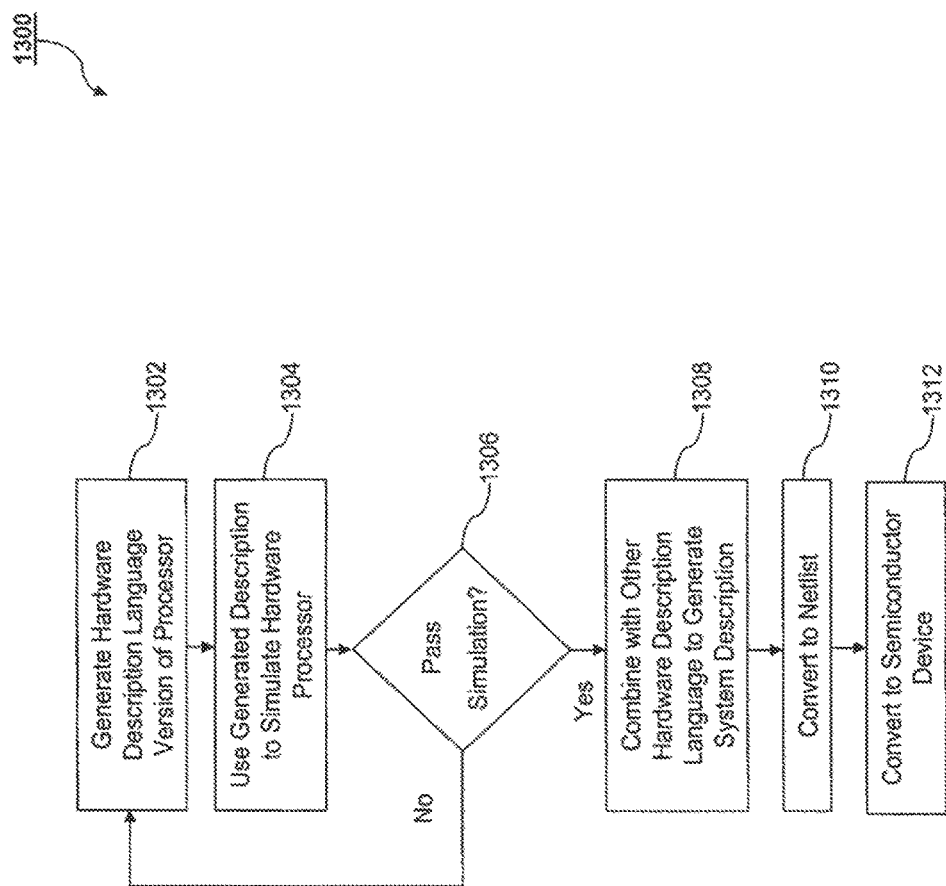 1300
Generate Hardware
Description Language
Version of Processor
1302
Use Generated Description
to Simulate Hardware
Processor
1304
Pass
Simulation?
1306
No
Yes
Combine with Other
Hardware Description
Language to Generate
System Description
1308
Convert to Netlist
1310
Convert to Semiconductor
Device
1312